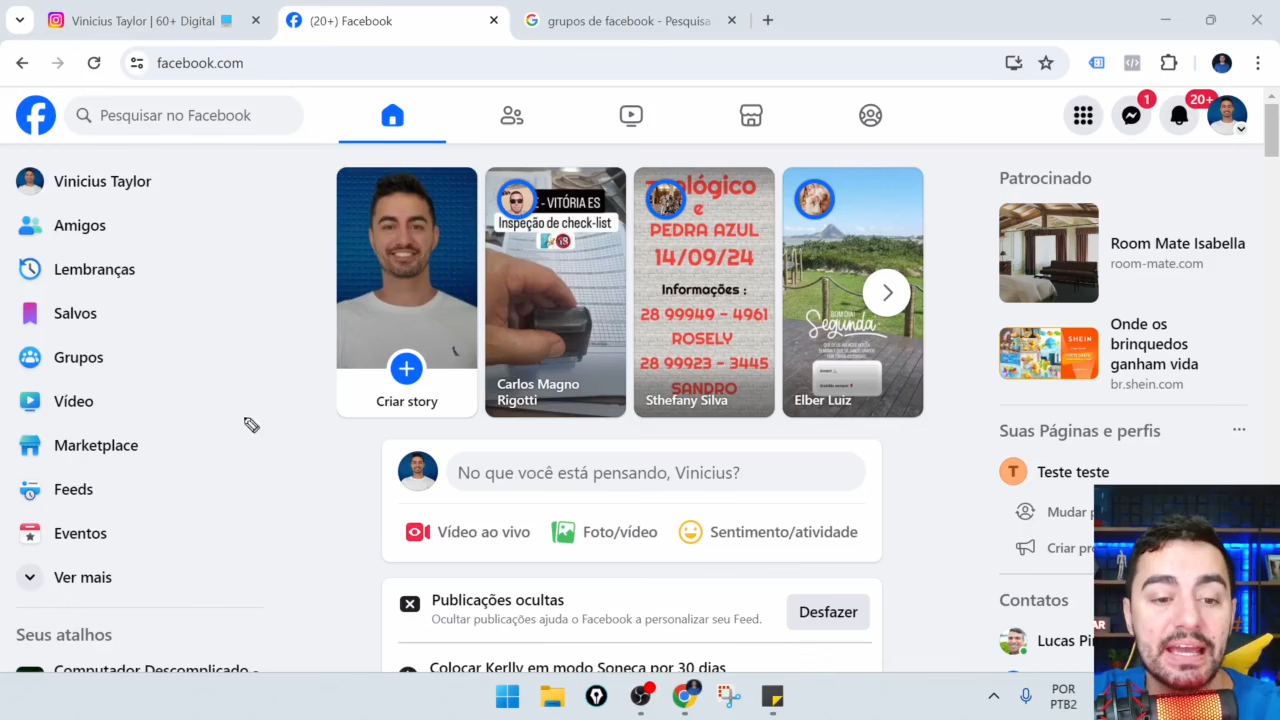 Vinicius Taylor | 60+ Digital
(20+) Facebook
grupos de facebook - Pesquisa
facebook.com
Pesquisar no Facebook
1
20+
Vinicius Taylor
Amigos
Lembranças
Salvos
Grupos
Vídeo
Marketplace
Feeds
Eventos
Ver mais
Seus atalhos
Computador Descomplicado
Criar story
- VITÓRIA ES
Inspeção de check-list
Carlos Magno
Rigotti
e
PEDRA AZUL
14/09/24
Informações :
28 99949 - 4961
ROSELY
28 99923 - 3445
SANDRO
Sthefany Silva
BOM DIA!
Segunda
Elber Luiz
No que você está pensando, Vinicius?
Vídeo ao vivo
Foto/vídeo
Sentimento/atividade
Publicações ocultas
Ocultar publicações ajuda o Facebook a personalizar seu Feed.
Desfazer
Colocar Kerlly em modo Soneca por 30 dias
Patrocinado
Room Mate Isabella
room-mate.com
Onde os
brinquedos
ganham vida
br.shein.com
SHEIN
Suas Páginas e perfis
T
Teste teste
Mudar
Criar
Contatos
Lucas
POR
PTB2